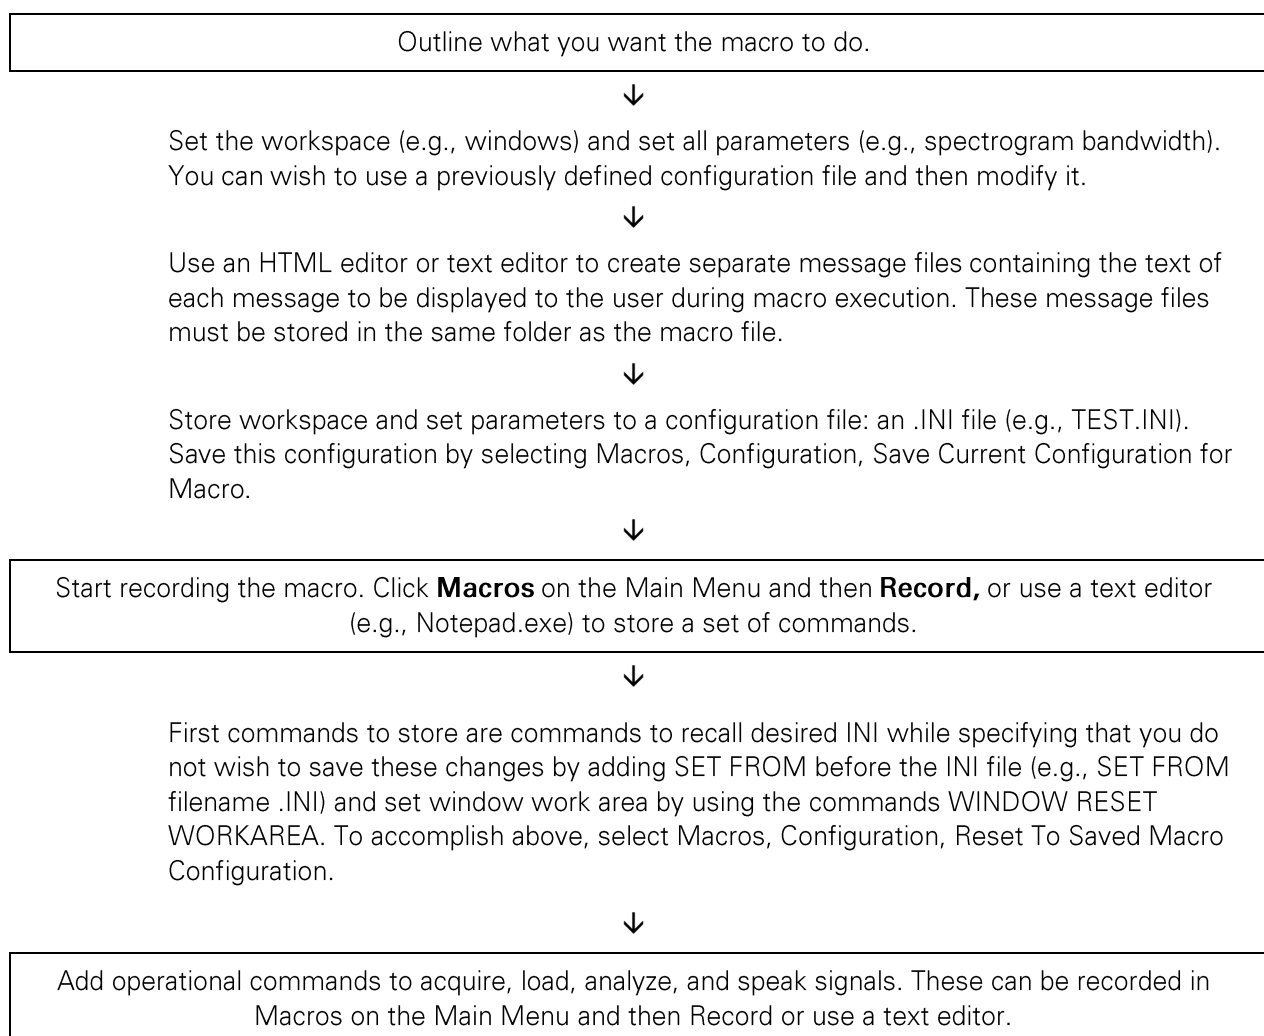 Outline what you want the macro to do.
↓
Set the workspace (e.g., windows) and set all parameters (e.g., spectrogram bandwidth).
You can wish to use a previously defined configuration file and then modify it.
↓
Use an HTML editor or text editor to create separate message files containing the text of
each message to be displayed to the user during macro execution. These message files
must be stored in the same folder as the macro file.
↓
Store workspace and set parameters to a configuration file: an .INI file (e.g., TEST.INI).
Save this configuration by selecting Macros, Configuration, Save Current Configuration for
Macro.
↓
Start recording the macro. Click Macros on the Main Menu and then Record, or use a text editor
(e.g., Notepad.exe) to store a set of commands.
↓
First commands to store are commands to recall desired INI while specifying that you do
not wish to save these changes by adding SET FROM before the INI file (e.g., SET FROM
filename .INI) and set window work area by using the commands WINDOW RESET
WORKAREA. To accomplish above, select Macros, Configuration, Reset To Saved Macro
Configuration.
↓
Add operational commands to acquire, load, analyze, and speak signals. These can be recorded in
Macros on the Main Menu and then Record or use a text editor.